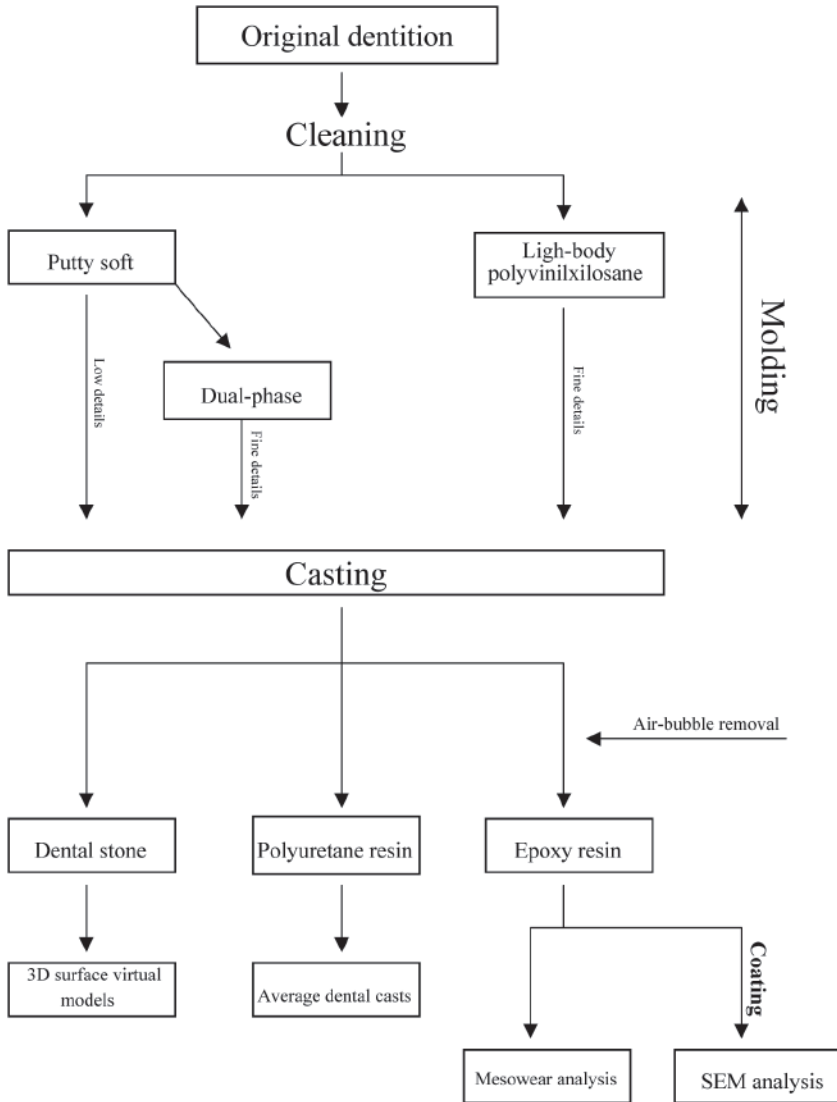 Original dentition
Cleaning
Putty soft
Ligh-body
polyvinilxilosane
Molding
Low details
Dual-phase
Fine details
Fine details
Casting
Air-bubble removal
Dental stone
Polyuretane resin
Epoxy resin
Coating
3D surface virtual
models
Average dental casts
Mesowear analysis
SEM analysis